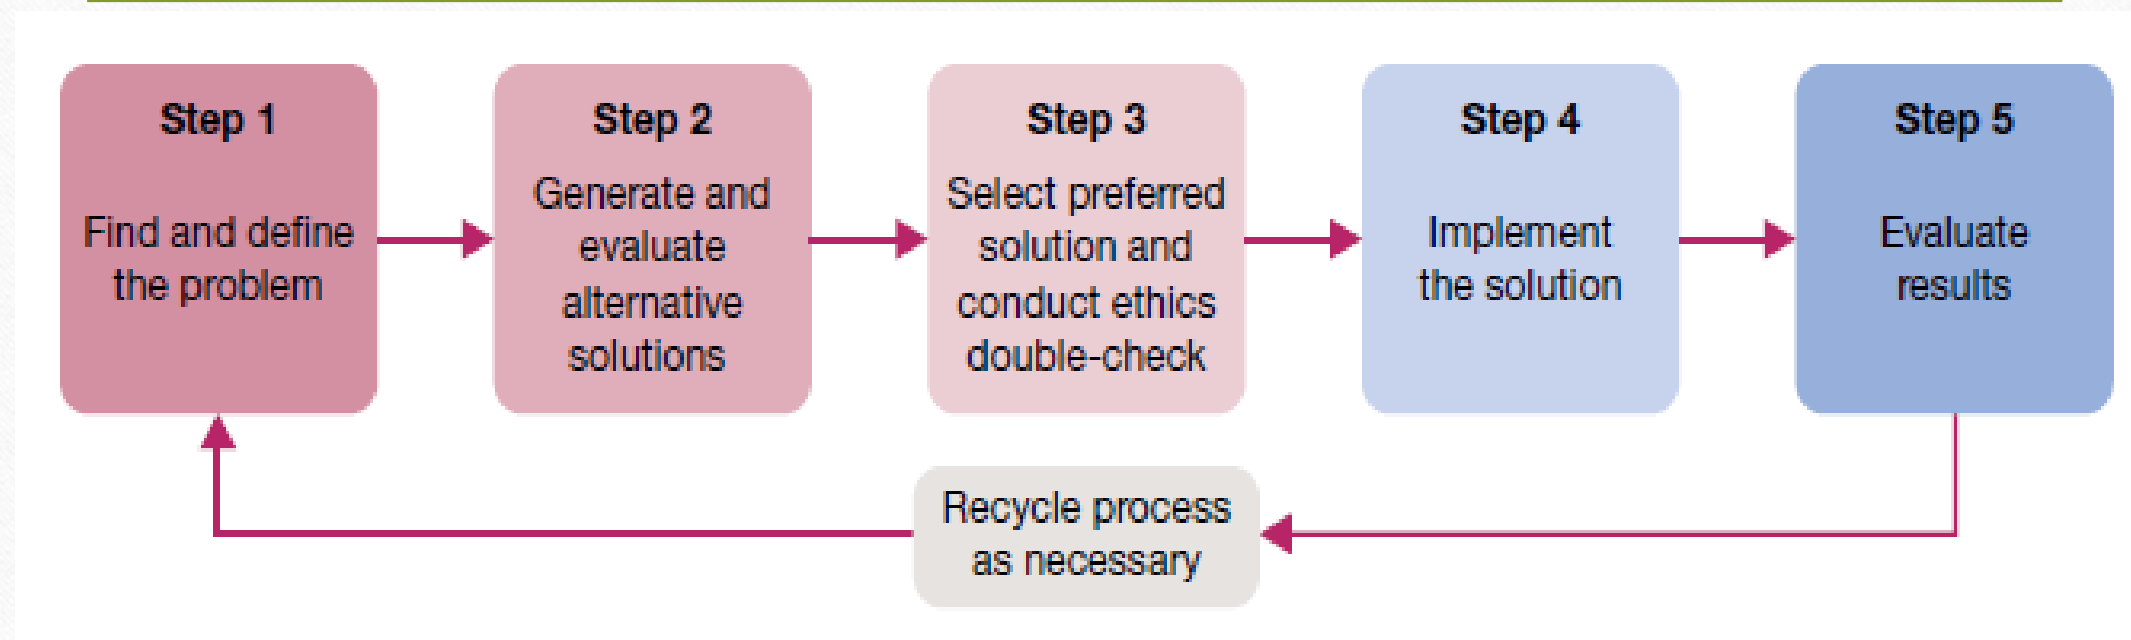 Step 1
Find and define
the problem
Step 2
Generate and
evaluate
alternative
solutions
Step 3
Select preferred
solution and
conduct ethics
double-check
Step 4
Implement
the solution
Step 5
Evaluate
results
Recycle process
as necessary